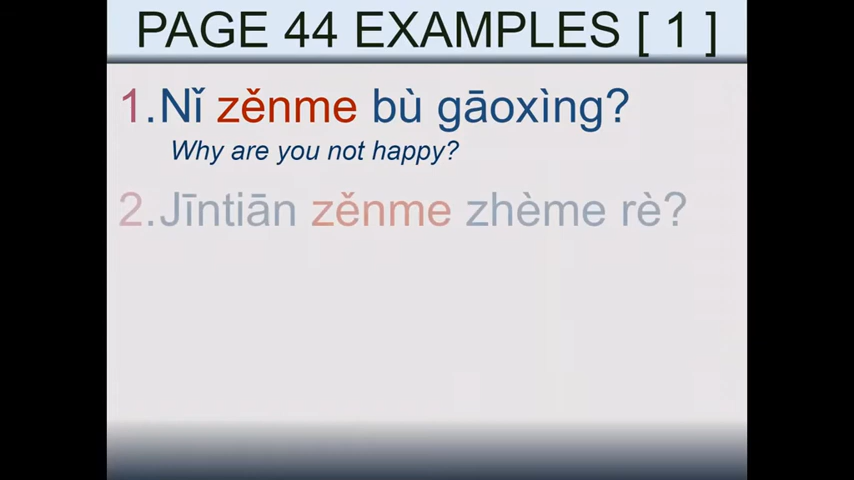 PAGE 44 EXAMPLES [ 1 ]
1.Nǐ zěnme bù gāoxìng?
Why are you not happy?
2.Jīntiān zěnme zhème rè?